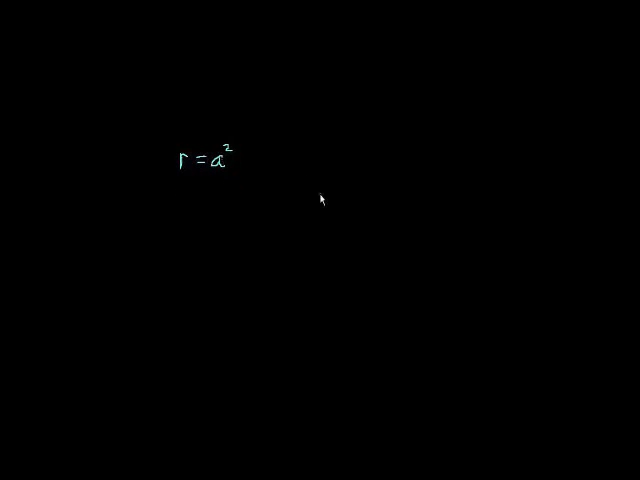 r = a²